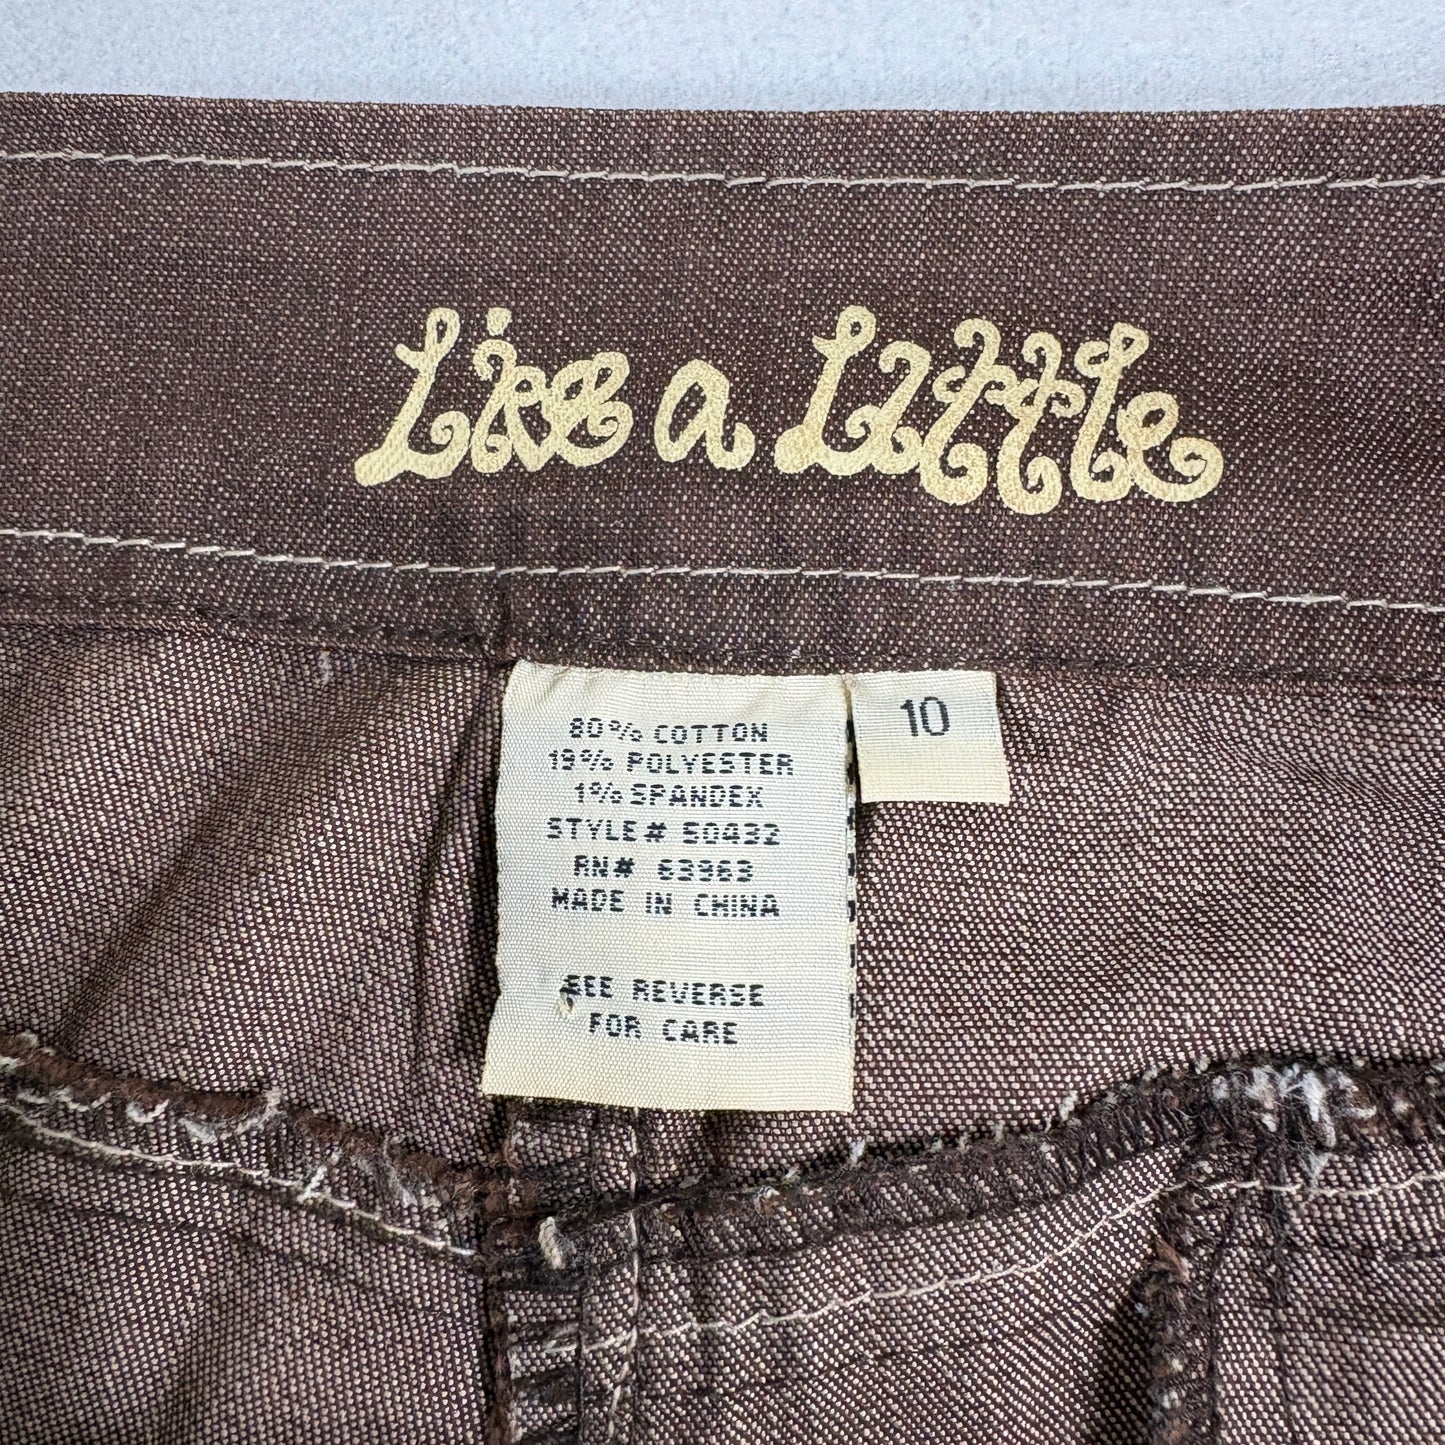 Like a Little
80% COTTON
19% POLYESTER
1% SPANDEX
STYLE# 50432
RN# 63963
MADE IN CHINA
SEE REVERSE
FOR CARE
10